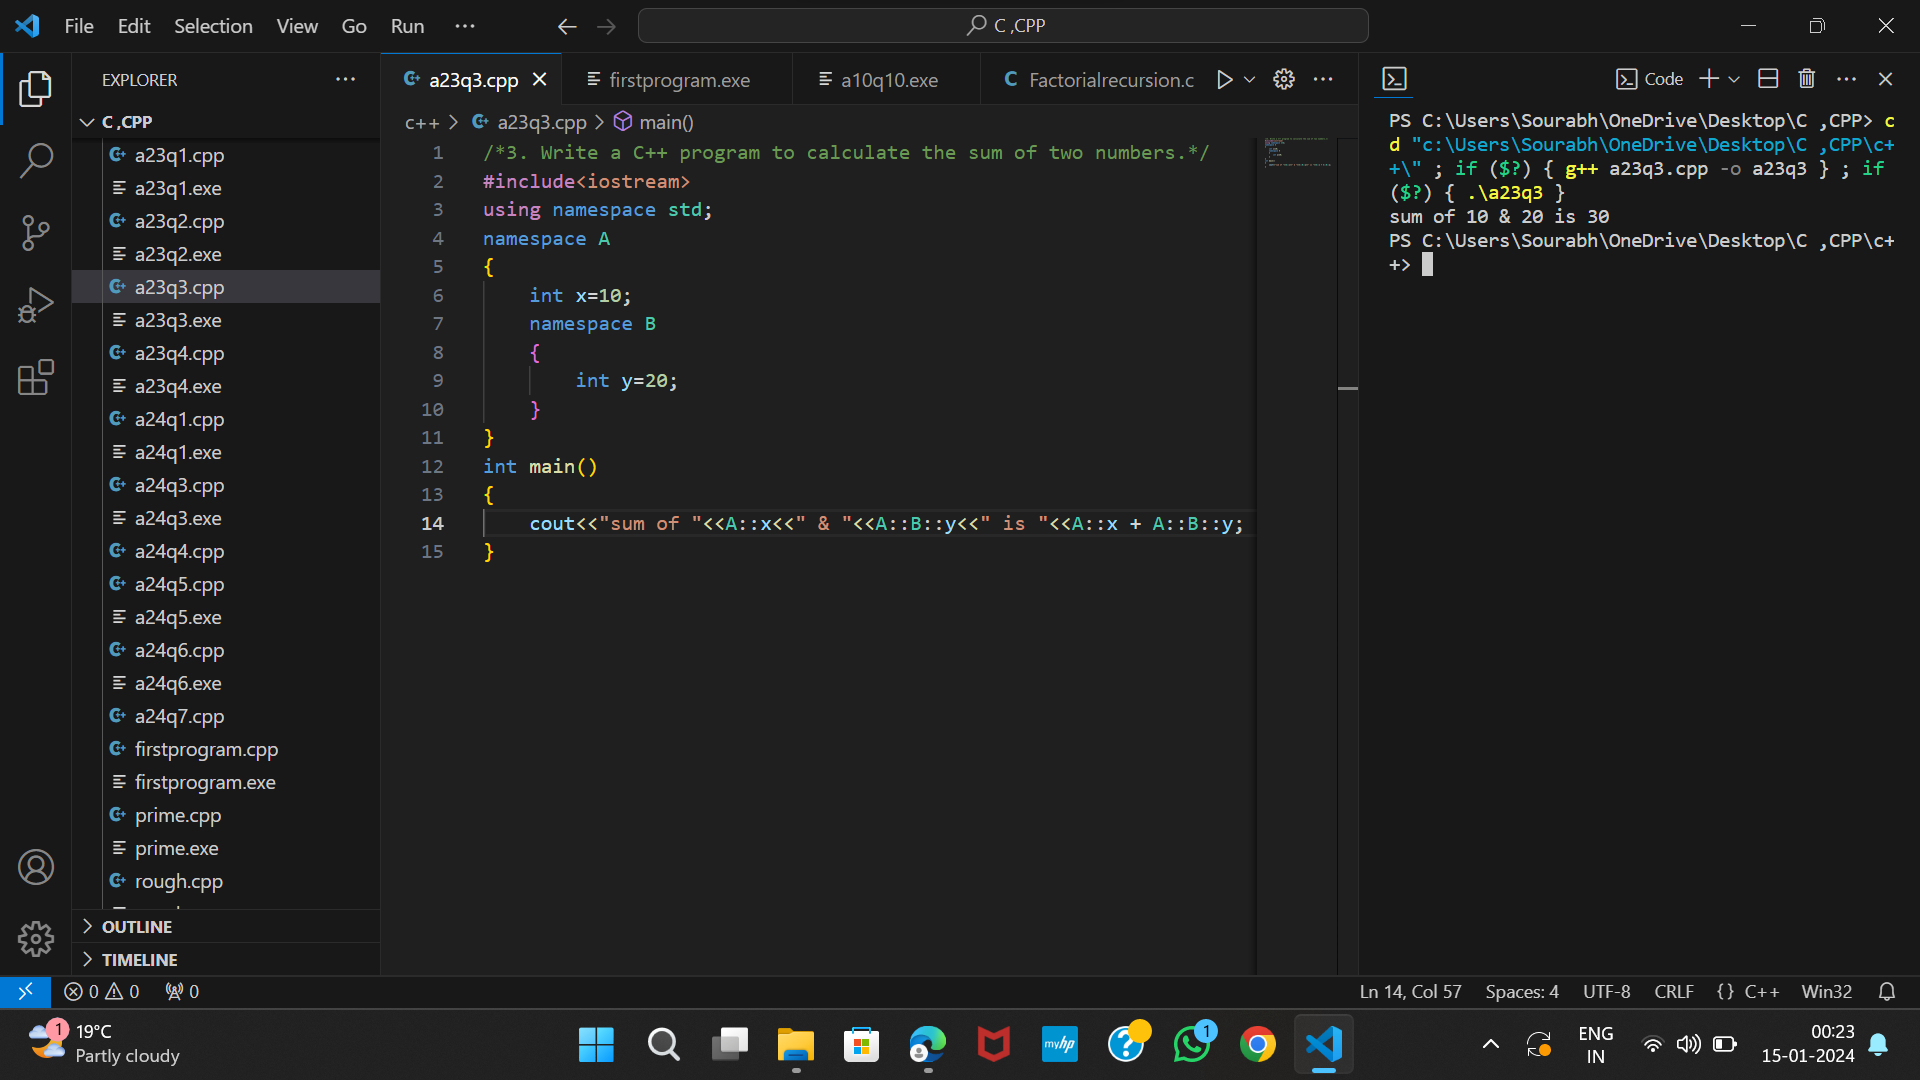 File Edit Selection View Go Run
C ,CPP
EXPLORER
C ,CPP
a23q1.cpp
a23q1.exe
a23q2.cpp
a23q2.exe
a23q3.cpp
a23q3.exe
a23q4.cpp
a23q4.exe
a24q1.cpp
a24q1.exe
a24q3.cpp
a24q3.exe
a24q4.cpp
a24q5.cpp
a24q5.exe
a24q6.cpp
a24q6.exe
a24q7.cpp
firstprogram.cpp
firstprogram.exe
prime.cpp
prime.exe
rough.cpp
OUTLINE
TIMELINE
a23q3.cpp firstprogram.exe a10q10.exe Factorialrecursion.c
c++ > a23q3.cpp > main()
1 /*3. Write a C++ program to calculate the sum of two numbers.*/
2 #include<iostream>
3 using namespace std;
4 namespace A
5 {
6 int x=10;
7 namespace B
8 {
9 int y=20;
10 }
11 }
12 int main()
13 {
14 cout<<"sum of "<<A::x<<" & "<<A::B::y<<" is "<<A::x + A::B::y;
15 }
Code
PS C:\Users\Sourabh\OneDrive\Desktop\C ,CPP> c
d "c:\Users\Sourabh\OneDrive\Desktop\C ,CPP\c+
+\" ; if ($?) { g++ a23q3.cpp -o a23q3 } ; if
($?) { .\a23q3 }
sum of 10 & 20 is 30
PS C:\Users\Sourabh\OneDrive\Desktop\C ,CPP\c+
+>
0 0 0
Ln 14, Col 57 Spaces: 4 UTF-8 CRLF {} C++ Win32
1
19°C
Partly cloudy
myhp
1
ENG
IN
00:23
15-01-2024